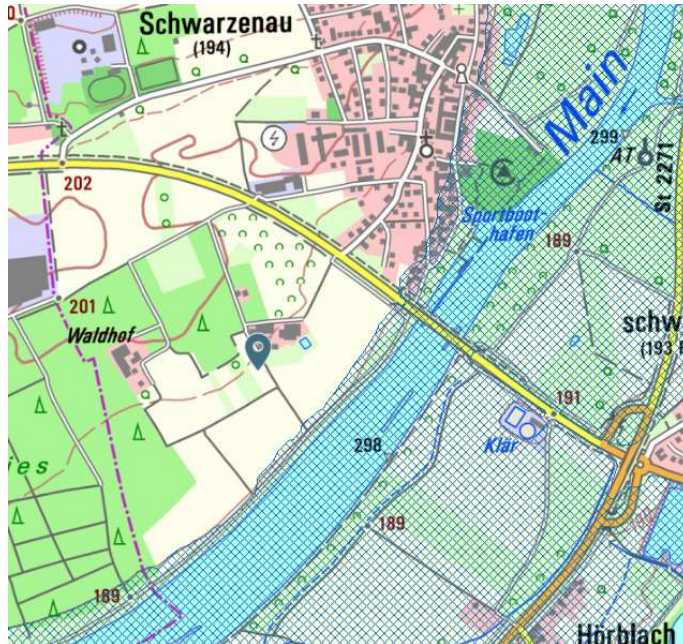 Schwarzenau
(194)
Main
299
AT
St 2271
202
Sportboot-
hafen
189
201
Waldhof
schw
(193
191
Klär
298
ies
189
189
Hörblach